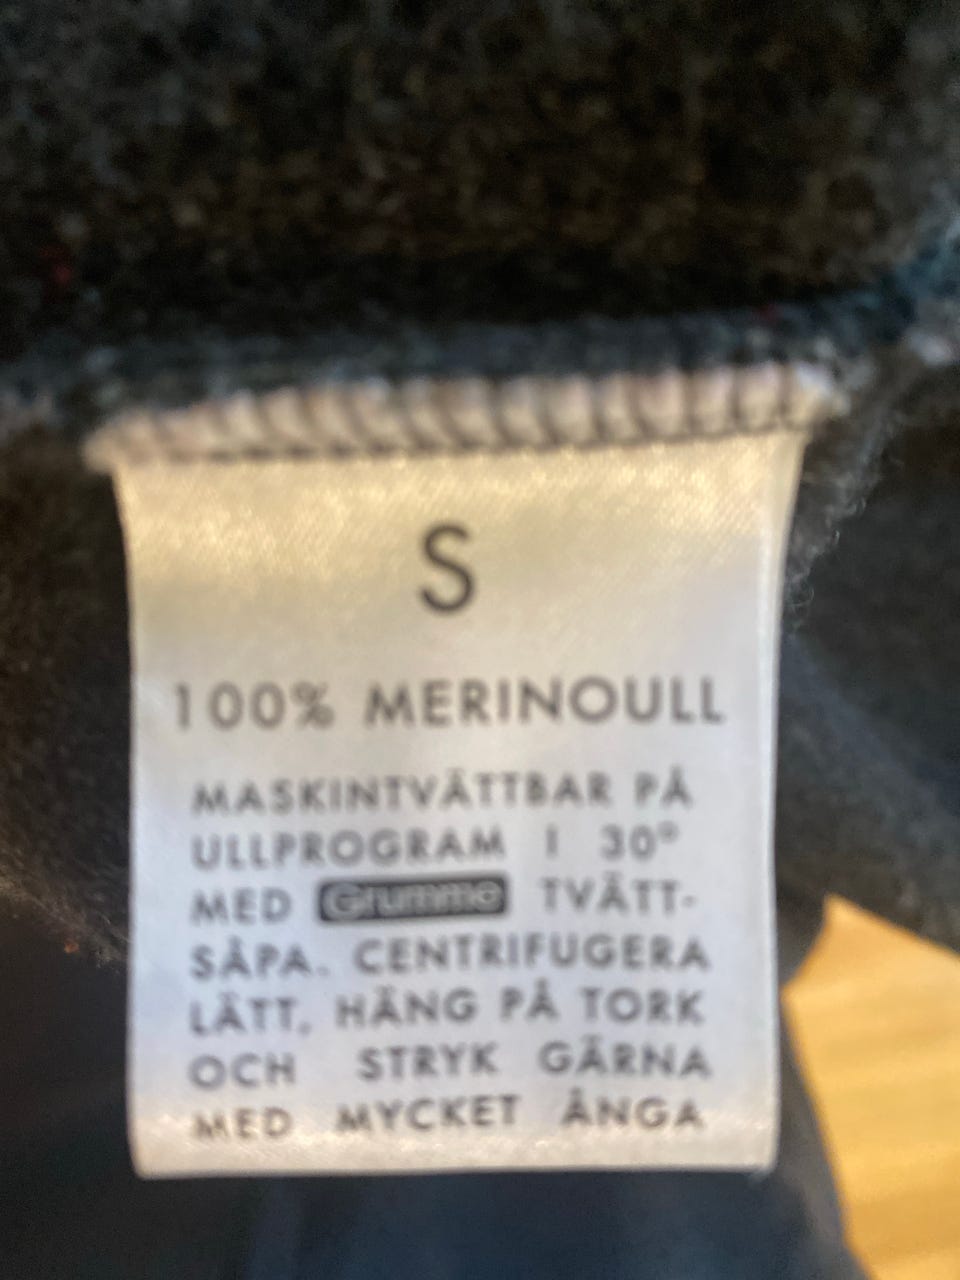 S
100% MERINOULL
MASKINTVÄTTBAR PÅ
ULLPROGRAM I 30°
MED Grumme TVÄTT-
SÅPA. CENTRIFUGERA
LÄTT, HÄNG PÅ TORK
OCH STRYK GÄRNA
MED MYCKET ÅNGA